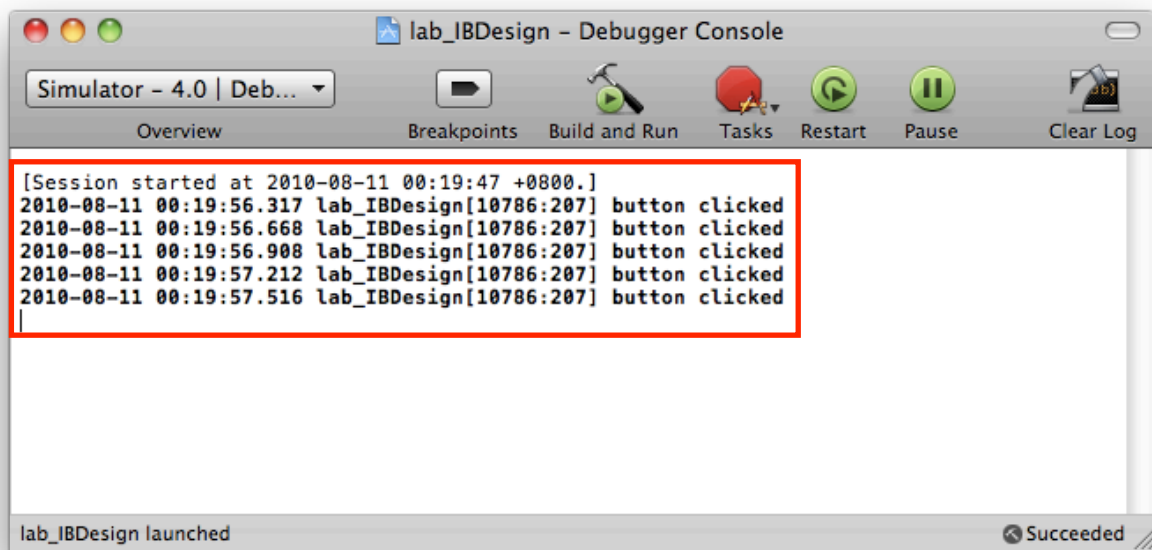 lab_IBDesign – Debugger Console
Simulator – 4.0 | Deb...
Overview
Breakpoints
Build and Run
Tasks
Restart
Pause
Clear Log
[Session started at 2010-08-11 00:19:47 +0800.]
2010-08-11 00:19:56.317 lab_IBDesign[10786:207] button clicked
2010-08-11 00:19:56.668 lab_IBDesign[10786:207] button clicked
2010-08-11 00:19:56.908 lab_IBDesign[10786:207] button clicked
2010-08-11 00:19:57.212 lab_IBDesign[10786:207] button clicked
2010-08-11 00:19:57.516 lab_IBDesign[10786:207] button clicked
lab_IBDesign launched
Succeeded